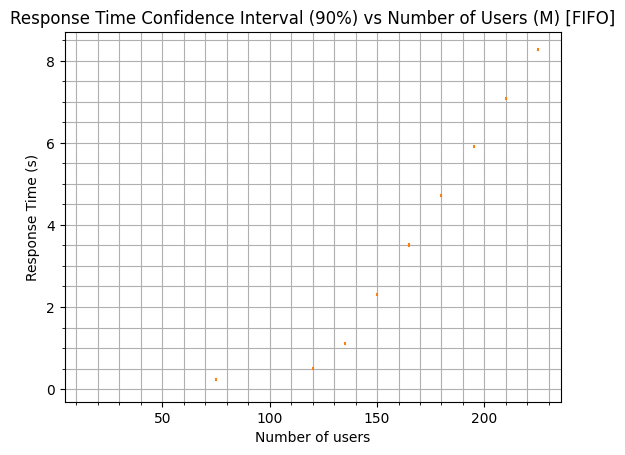 Response Time Confidence Interval (90%) vs Number of Users (M) [FIFO]
8
6
4
2
0
Response Time (s)
50 100 150 200
Number of users